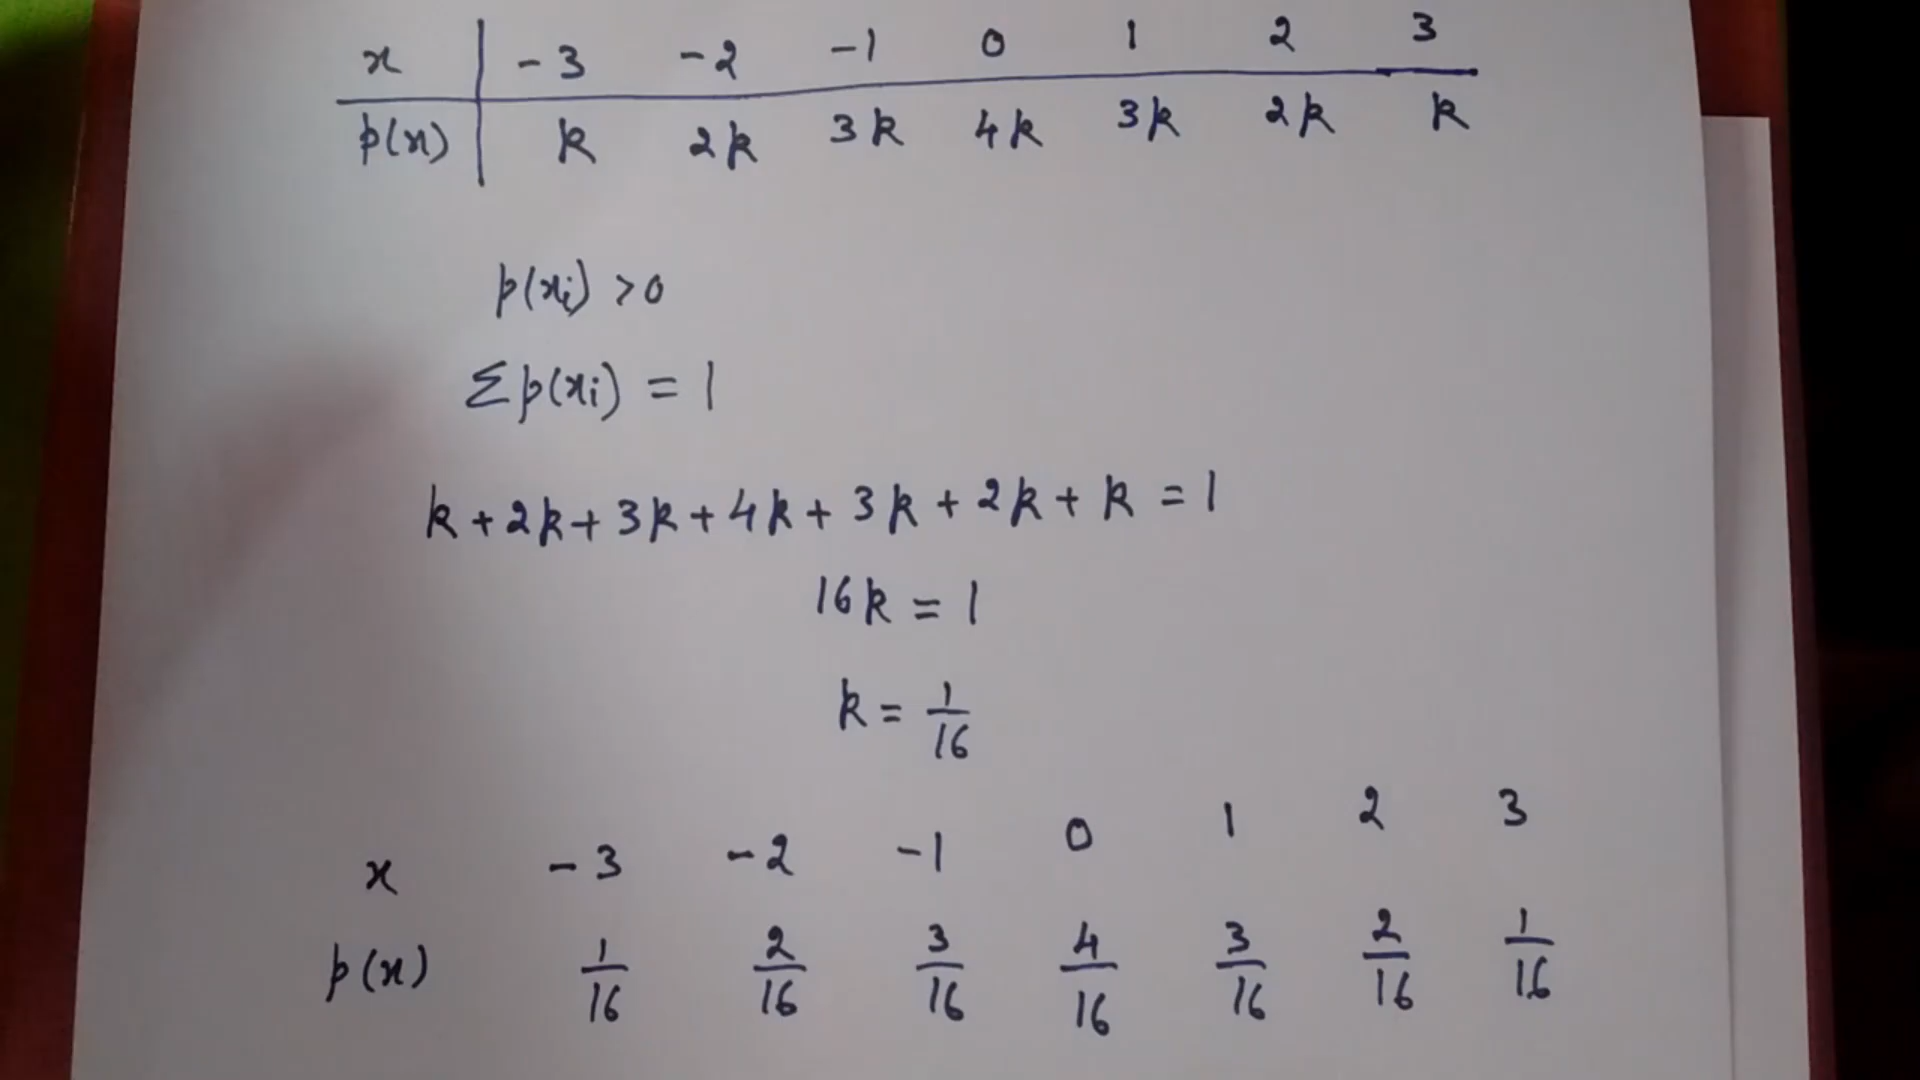 x | -3 -2 -1 0 1 2 3
p(x) | k 2k 3k 4k 3k 2k k
p(xi) >0
Σp(xi) = 1
k+2k+3k+4k+3k+2k+k = 1
16k = 1
k = 1/16
x -3 -2 -1 0 1 2 3
p(x) 1/16 2/16 3/16 4/16 3/16 2/16 1/16